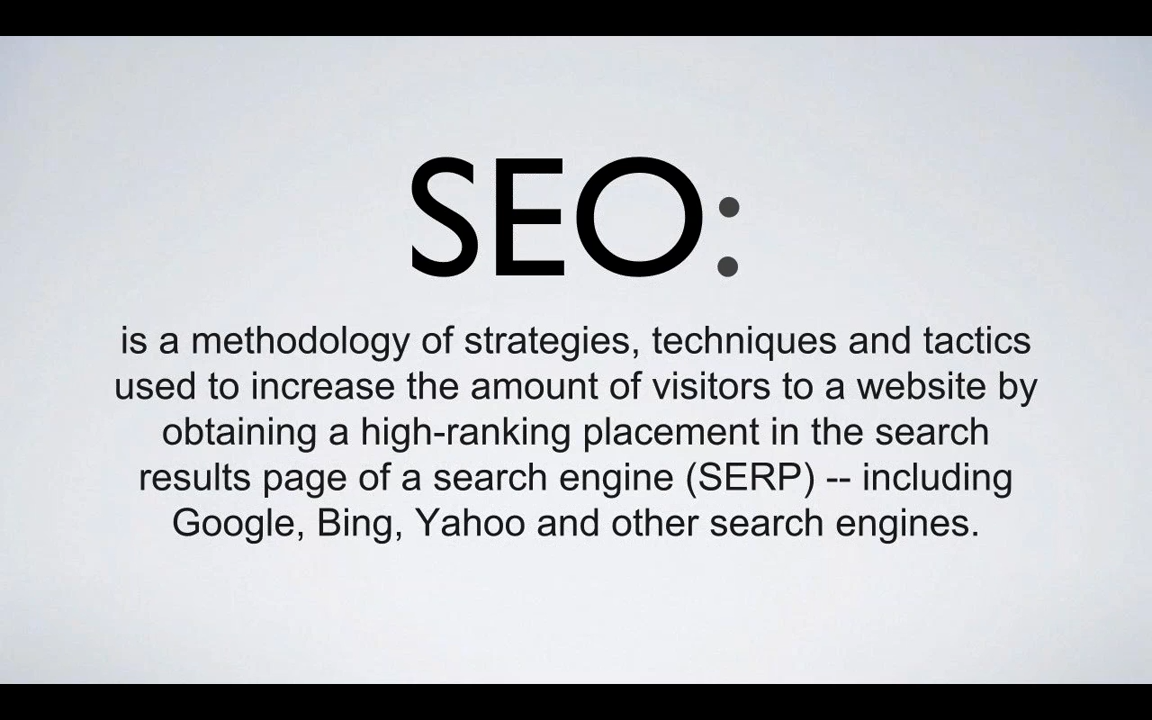 SEO:
is a methodology of strategies, techniques and tactics
used to increase the amount of visitors to a website by
obtaining a high-ranking placement in the search
results page of a search engine (SERP) -- including
Google, Bing, Yahoo and other search engines.